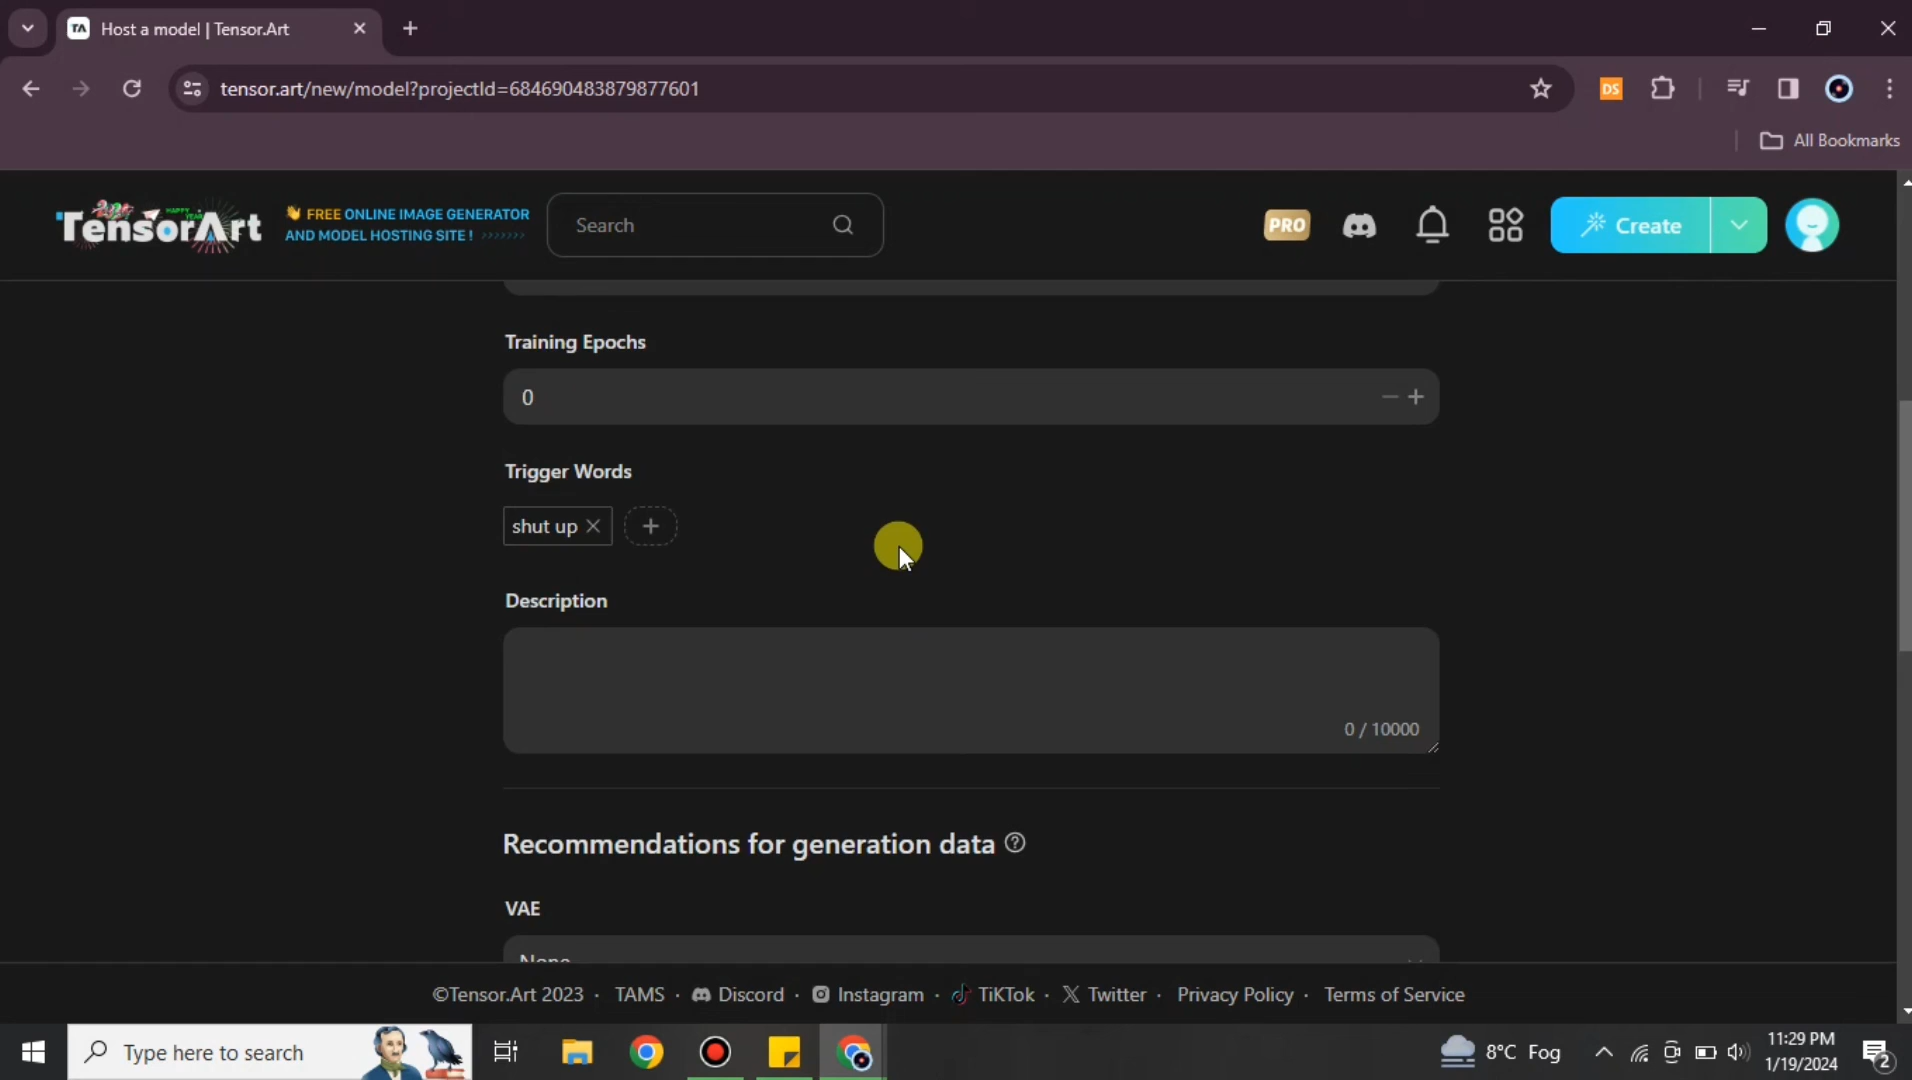 Host a model | Tensor.Art
tensor.art/new/model?projectId=684690483879877601
DS
All Bookmarks
TensorArt
FREE ONLINE IMAGE GENERATOR
AND MODEL HOSTING SITE !
Search
PRO
Create
Training Epochs
0
Trigger Words
shut up
Description
0 / 10000
Recommendations for generation data
VAE
None
©Tensor.Art 2023 · TAMS · Discord · Instagram · TiKTok · Twitter · Privacy Policy · Terms of Service
Type here to search
8°C Fog
11:29 PM
1/19/2024
2